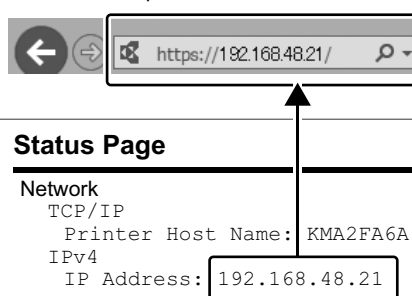 https://192.168.48.21/
Status Page
Network
TCP/IP
Printer Host Name: KMA2FA6A
IPv4
IP Address: 192.168.48.21